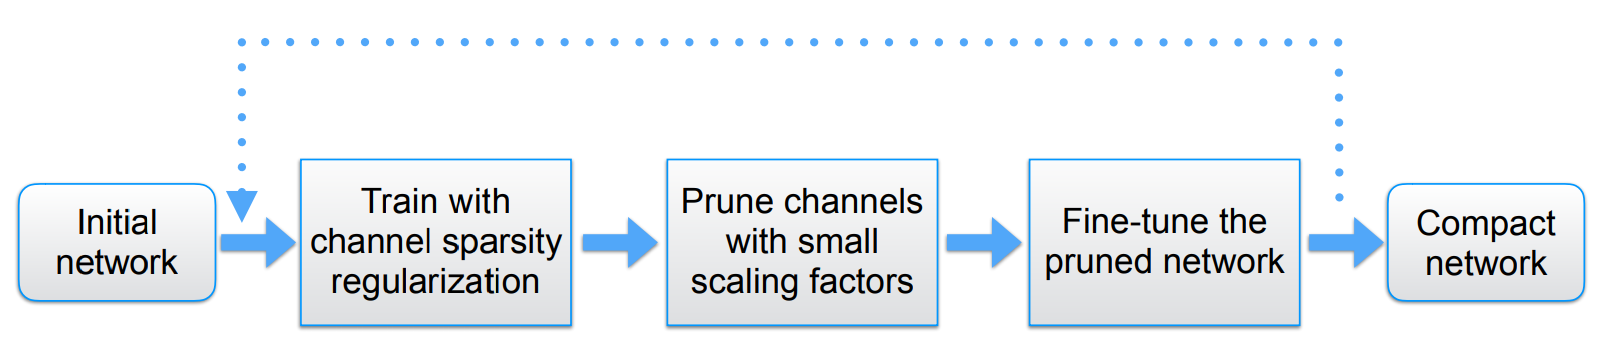 Initial
network
Train with
channel sparsity
regularization
Prune channels
with small
scaling factors
Fine-tune the
pruned network
Compact
network